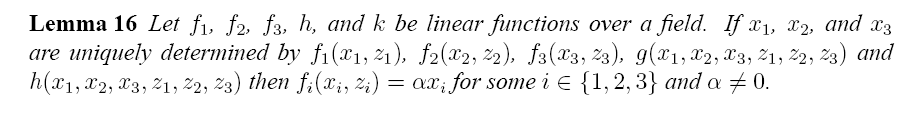 Lemma 16 Let f₁, f₂, f₃, h, and k be linear functions over a field. If x₁, x₂, and x₃
are uniquely determined by f₁(x₁, z₁), f₂(x₂, z₂), f₃(x₃, z₃), g(x₁, x₂, x₃, z₁, z₂, z₃) and
h(x₁, x₂, x₃, z₁, z₂, z₃) then fᵢ(xᵢ, zᵢ) = αxᵢ for some i ∈ {1, 2, 3} and α ≠ 0.